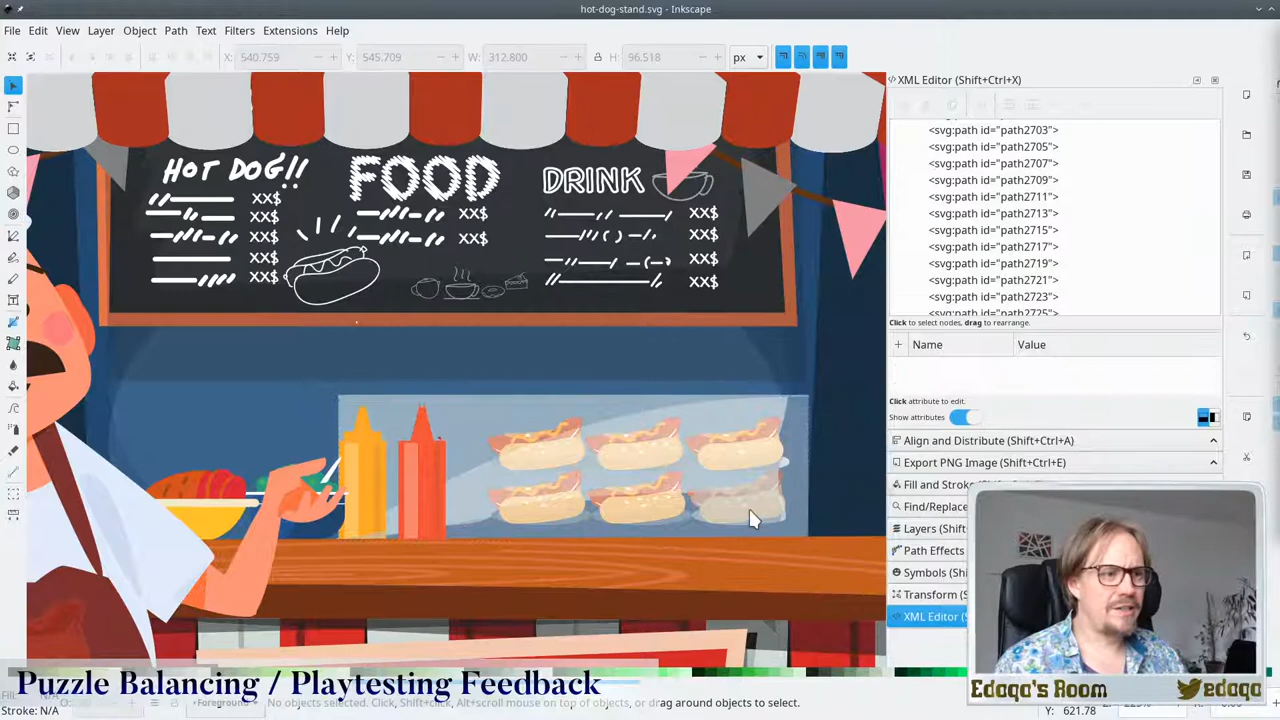 hot-dog-stand.svg - Inkscape
File Edit View Layer Object Path Text Filters Extensions Help
X: 540.759 Y: 545.709 W: 312.800 H: 96.518 px
XML Editor (Shift+Ctrl+X)
<svg:path id="path2703">
<svg:path id="path2705">
<svg:path id="path2707">
<svg:path id="path2709">
<svg:path id="path2711">
<svg:path id="path2713">
<svg:path id="path2715">
<svg:path id="path2717">
<svg:path id="path2719">
<svg:path id="path2721">
<svg:path id="path2723">
<svg:path id="path2725">
Click to select nodes, drag to rearrange.
Name Value
Click attribute to edit.
Show attributes
Align and Distribute (Shift+Ctrl+A)
Export PNG Image (Shift+Ctrl+E)
Fill and Stroke
Find/Replace
Layers (Shift
Path Effects
Symbols (Shi
Transform (S
XML Editor (S
HOT DOG!!
XX$
XX$
XX$
XX$
XX$
FOOD
XX$
XX$
DRINK
XX$
XX$
XX$
XX$
Puzzle Balancing / Playtesting Feedback
Edaqa's Room edaqa
Stroke: N/A
Foreground
No objects selected. Click, Shift+click, Alt+scroll mouse on top of objects, or drag around objects to select.
Y: 621.78